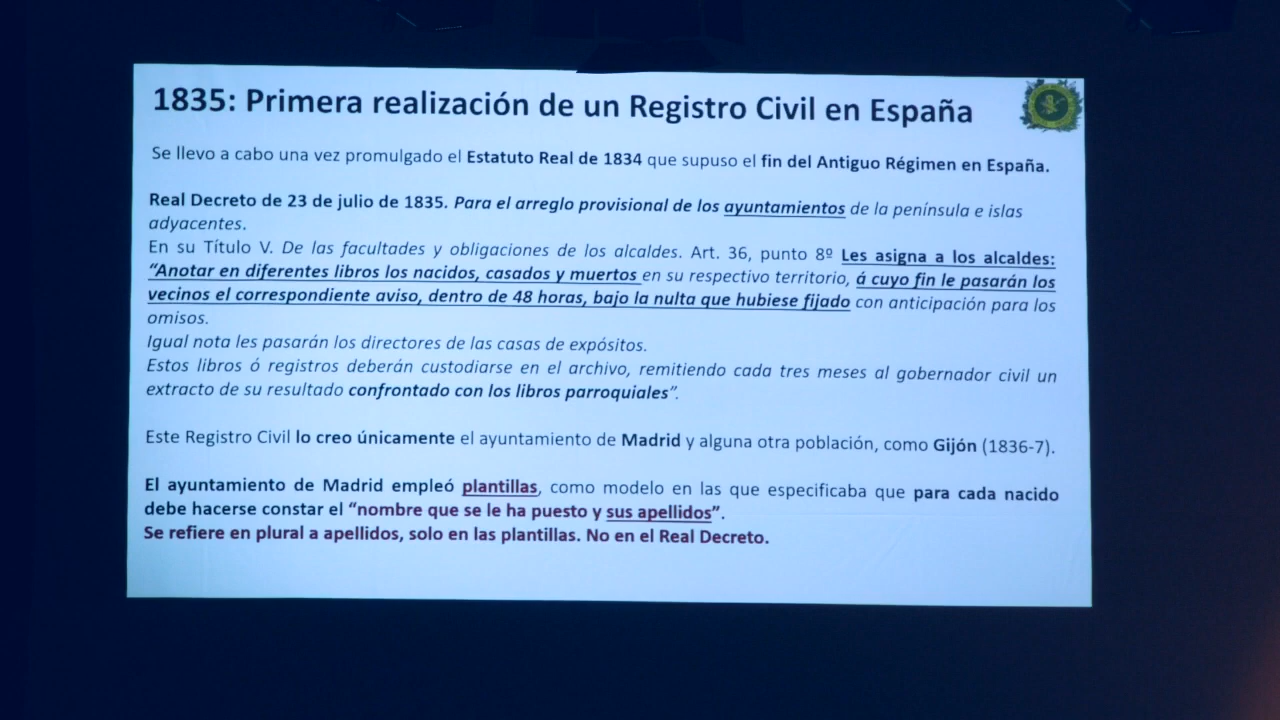 1835: Primera realización de un Registro Civil en España
Se llevo a cabo una vez promulgado el Estatuto Real de 1834 que supuso el fin del Antiguo Régimen en España.
Real Decreto de 23 de julio de 1835. Para el arreglo provisional de los ayuntamientos de la península e islas
adyacentes.
En su Título V. De las facultades y obligaciones de los alcaldes. Art. 36, punto 8º Les asigna a los alcaldes:
“Anotar en diferentes libros los nacidos, casados y muertos en su respectivo territorio, á cuyo fin le pasarán los
vecinos el correspondiente aviso, dentro de 48 horas, bajo la nulta que hubiese fijado con anticipación para los
omisos.
Igual nota les pasarán los directores de las casas de expósitos.
Estos libros ó registros deberán custodiarse en el archivo, remitiendo cada tres meses al gobernador civil un
extracto de su resultado confrontado con los libros parroquiales”.
Este Registro Civil lo creo únicamente el ayuntamiento de Madrid y alguna otra población, como Gijón (1836-7).
El ayuntamiento de Madrid empleó plantillas, como modelo en las que especificaba que para cada nacido
debe hacerse constar el “nombre que se le ha puesto y sus apellidos”.
Se refiere en plural a apellidos, solo en las plantillas. No en el Real Decreto.